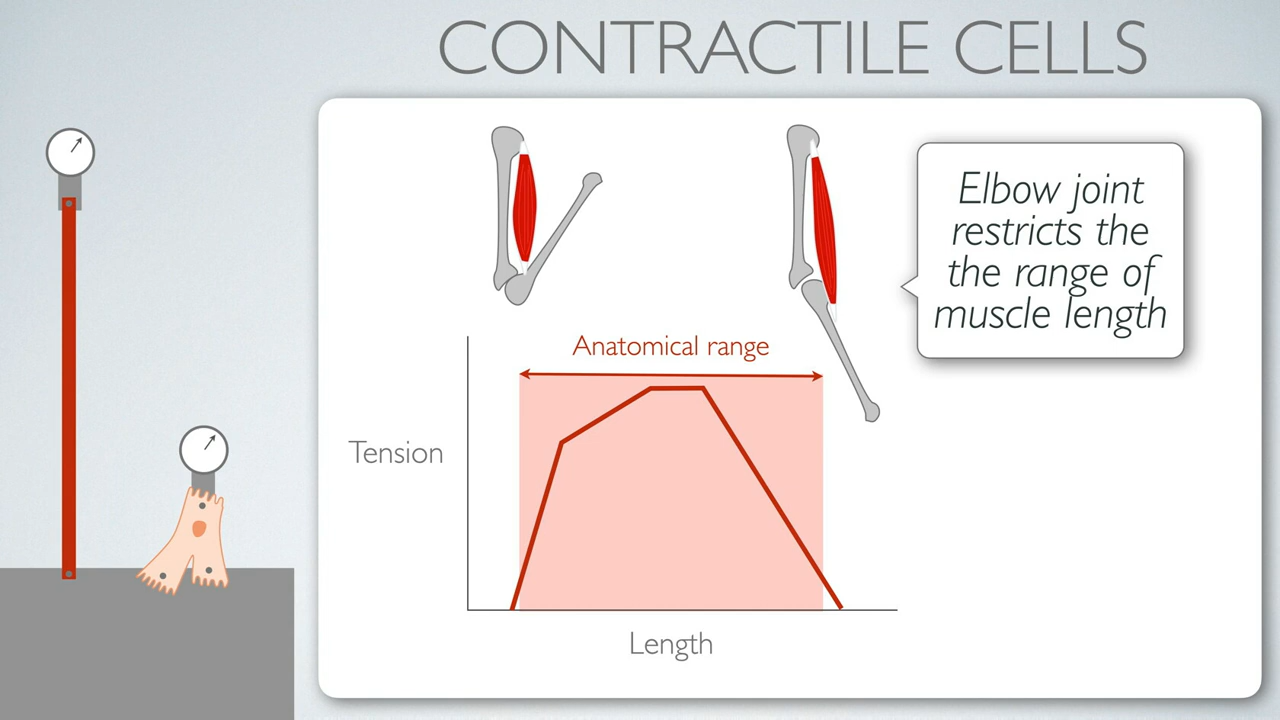 CONTRACTILE CELLS
Elbow joint
restricts the
the range of
muscle length
Anatomical range
Tension
Length